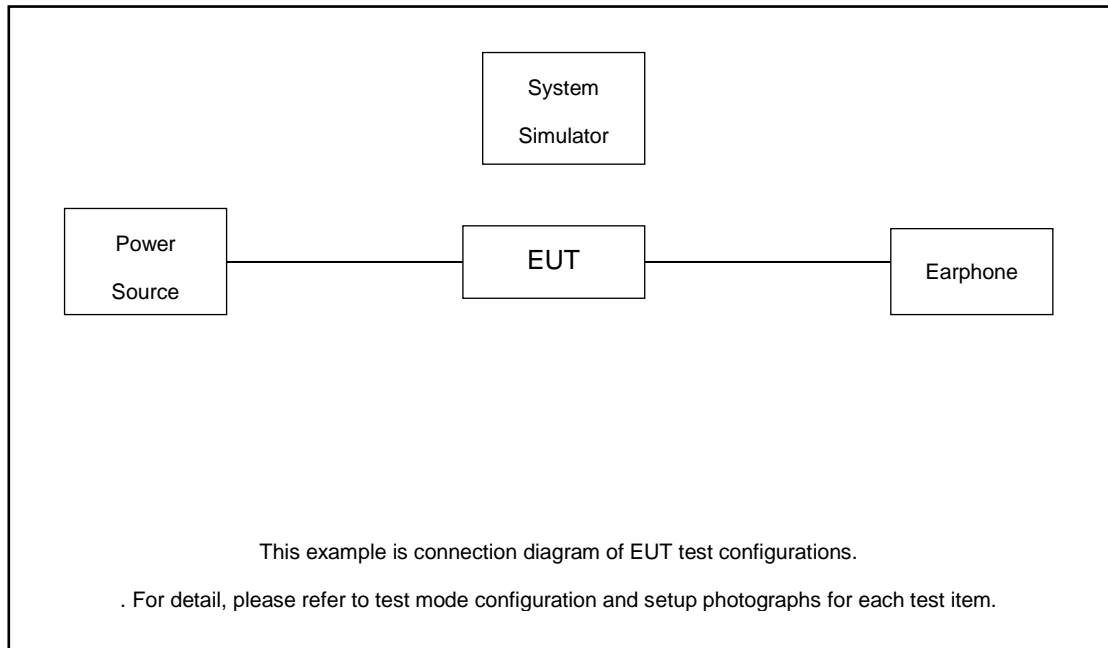 System
Simulator
Power
Source
EUT
Earphone
This example is connection diagram of EUT test configurations.
. For detail, please refer to test mode configuration and setup photographs for each test item.